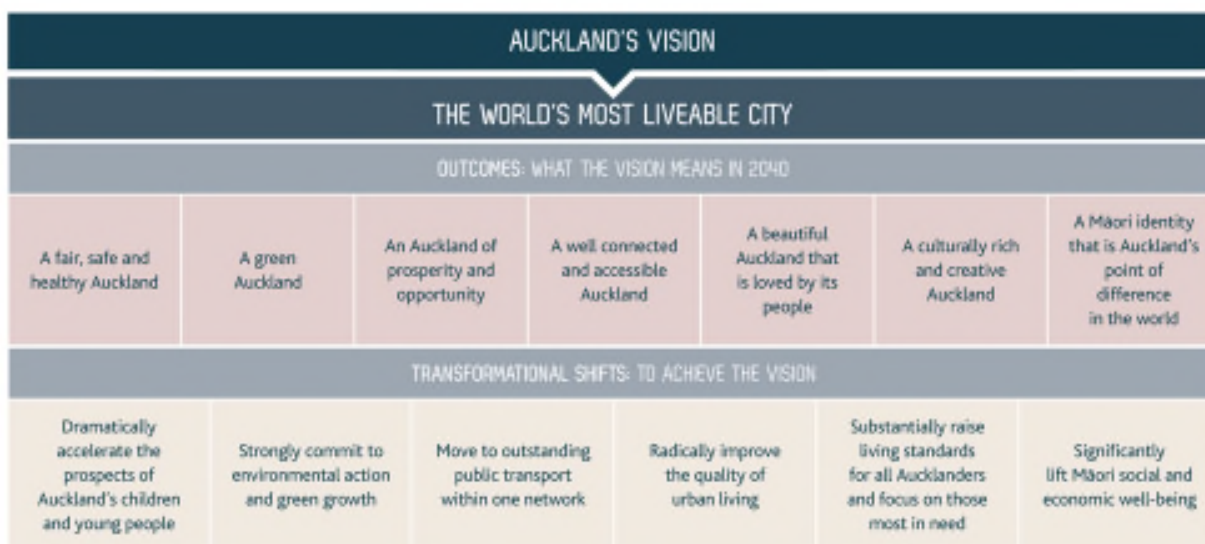 AUCKLAND'S VISION
THE WORLD'S MOST LIVEABLE CITY
OUTCOMES: WHAT THE VISION MEANS IN 2040
A fair, safe and
healthy Auckland
A green
Auckland
An Auckland of
prosperity and
opportunity
A well connected
and accessible
Auckland
A beautiful
Auckland that
is loved by its
people
A culturally rich
and creative
Auckland
A Māori identity
that is Auckland's
point of
difference
in the world
TRANSFORMATIONAL SHIFTS: TO ACHIEVE THE VISION
Dramatically
accelerate the
prospects of
Auckland's children
and young people
Strongly commit to
environmental action
and green growth
Move to outstanding
public transport
within one network
Radically improve
the quality of
urban living
Substantially raise
living standards
for all Aucklanders
and focus on those
most in need
Significantly
lift Māori social and
economic well-being